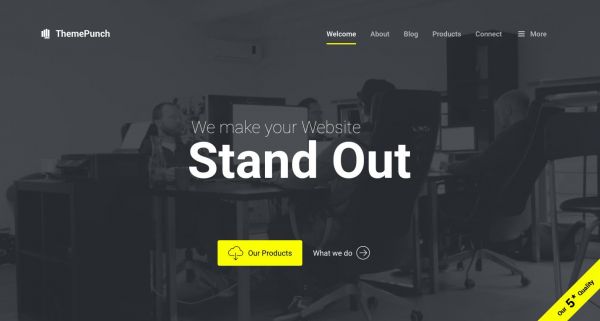 ThemePunch
Welcome About Blog Products Connect More
We make your Website
Stand Out
Our Products What we do
Our 5* Quality